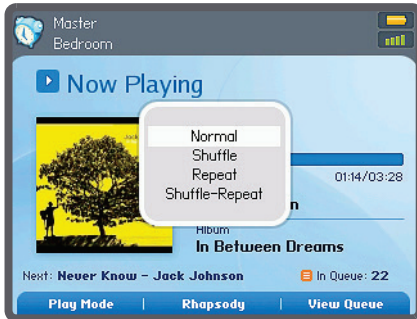 Master
Bedroom
Now Playing
Jack
Normal
Shuffle
Repeat
Shuffle-Repeat
01:14/03:28
n
Album
In Between Dreams
Next: Never Know - Jack Johnson
In Queue: 22
Play Mode | Rhapsody | View Queue